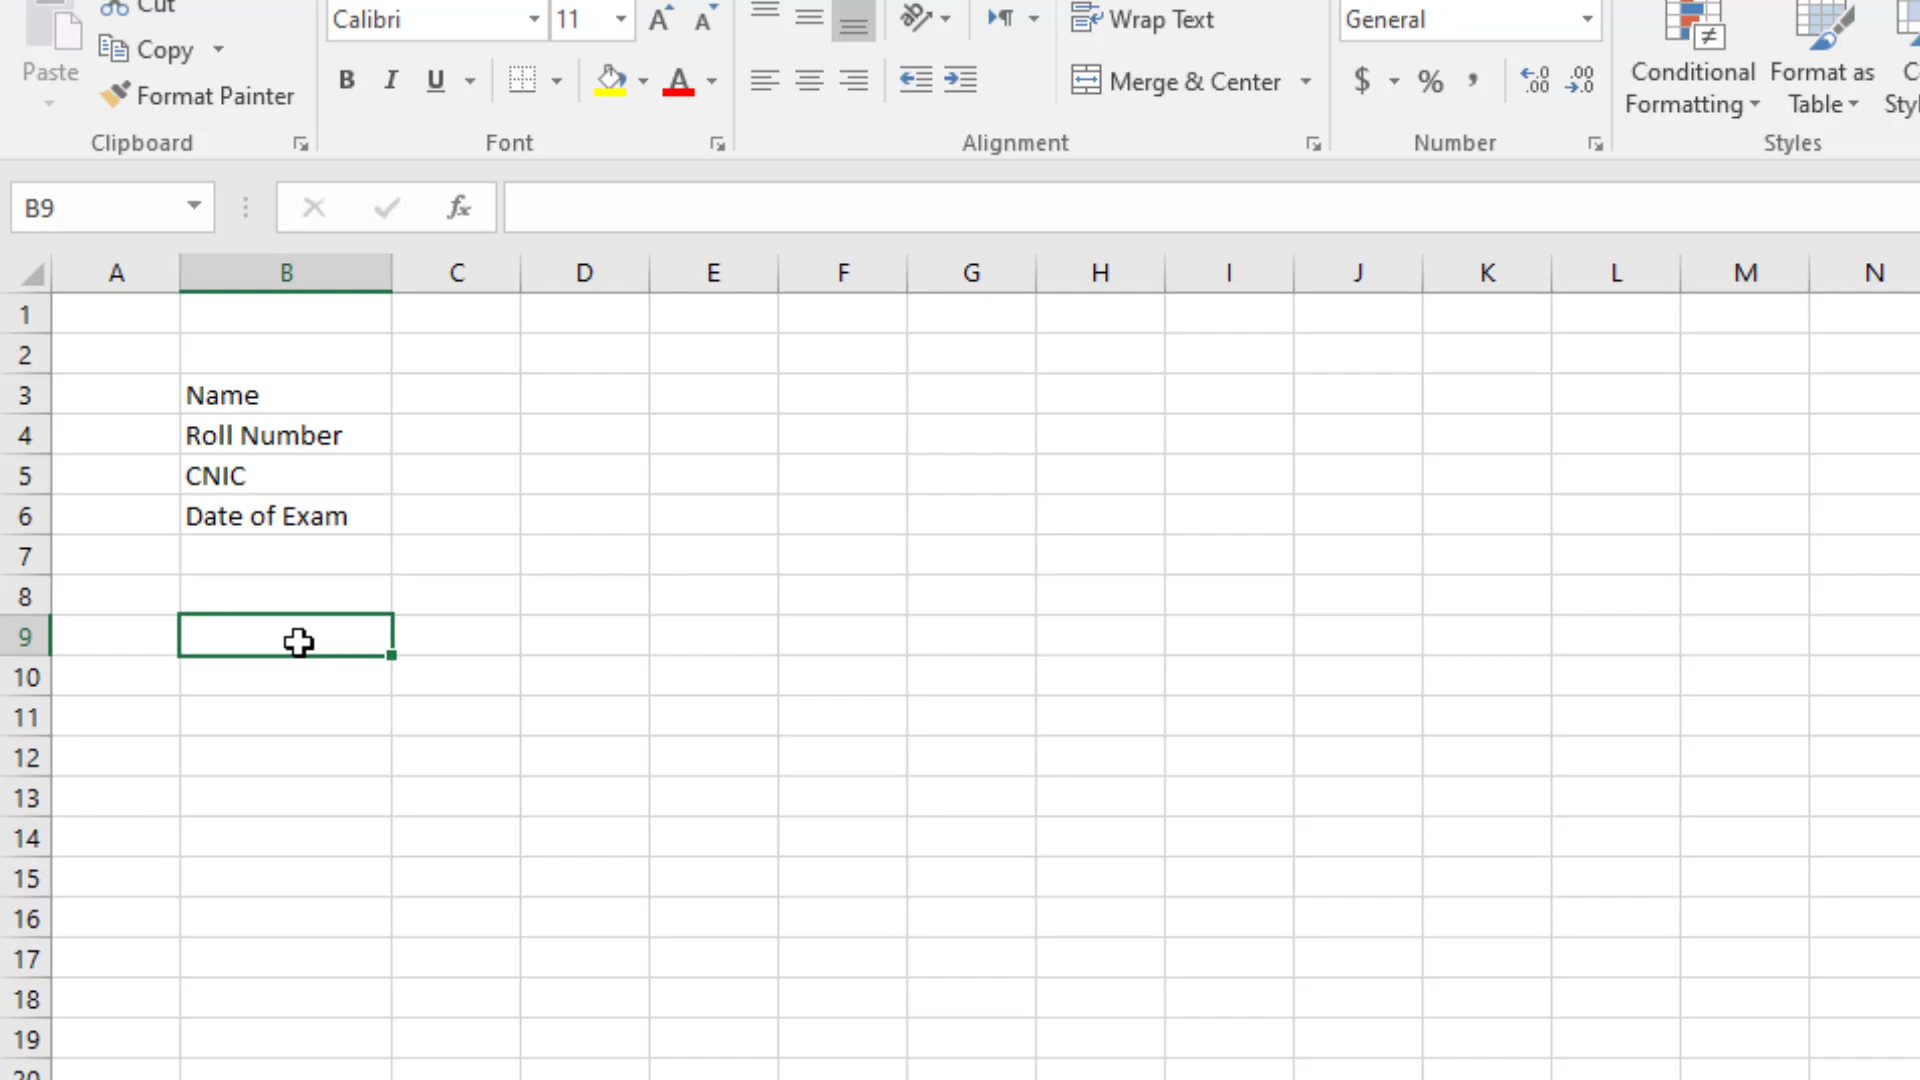 Cut
Calibri 11 Wrap Text General
Copy
Paste B I U A Merge & Center $ % , Conditional Format as
Format Painter Formatting Table
Clipboard Font Alignment Number Styles
B9 fx
A B C D E F G H I J K L M N
1
2
3 Name
4 Roll Number
5 CNIC
6 Date of Exam
7
8
9
10
11
12
13
14
15
16
17
18
19